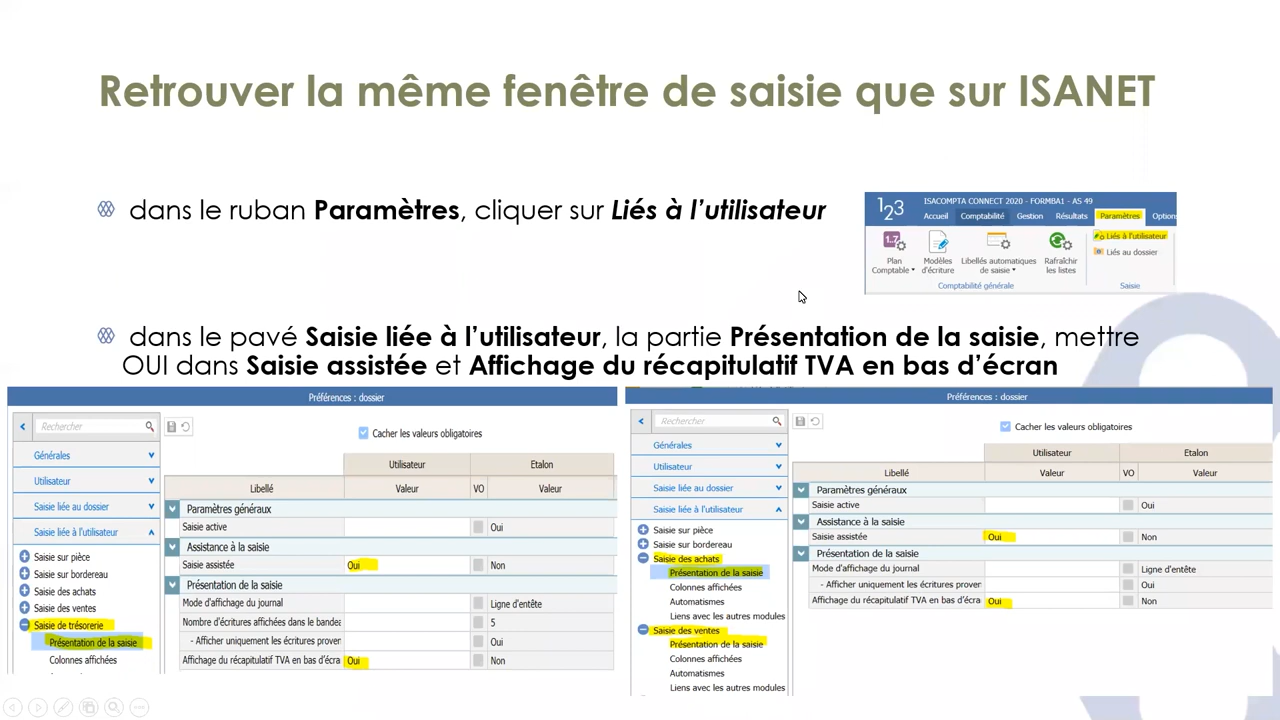 Retrouver la même fenêtre de saisie que sur ISANET
dans le ruban Paramètres, cliquer sur Liés à l'utilisateur
123
ISACOMPTA CONNECT 2020 - FORMBA1 - AS 49
Accueil Comptabilité Gestion Résultats Paramètres Option
Plan Comptable
Modèles d'écriture
Libellés automatiques de saisie
Rafraîchir les listes
Liés à l'utilisateur
Liés au dossier
Comptabilité générale
Saisie
dans le pavé Saisie liée à l'utilisateur, la partie Présentation de la saisie, mettre
OUI dans Saisie assistée et Affichage du récapitulatif TVA en bas d'écran
Préférences : dossier
Rechercher
Générales
Utilisateur
Saisie liée au dossier
Saisie liée à l'utilisateur
Saisie sur pièce
Saisie sur bordereau
Saisie des achats
Saisie des ventes
Saisie de trésorerie
Présentation de la saisie
Colonnes affichées
Cacher les valeurs obligatoires
Utilisateur Etalon
Libellé Valeur VO Valeur
Paramètres généraux
Saisie active Oui
Assistance à la saisie
Saisie assistée Oui Non
Présentation de la saisie
Mode d'affichage du journal Ligne d'entête
Nombre d'écritures affichées dans le bandea 5
- Afficher uniquement les écritures proven Oui
Affichage du récapitulatif TVA en bas d'écra Oui Non
Préférences : dossier
Rechercher
Générales
Utilisateur
Saisie liée au dossier
Saisie liée à l'utilisateur
Saisie sur pièce
Saisie sur bordereau
Saisie des achats
Présentation de la saisie
Colonnes affichées
Automatismes
Liens avec les autres modules
Saisie des ventes
Présentation de la saisie
Colonnes affichées
Automatismes
Liens avec les autres modules
Cacher les valeurs obligatoires
Utilisateur Etalon
Libellé Valeur VO Valeur
Paramètres généraux
Saisie active Oui
Assistance à la saisie
Saisie assistée Oui Non
Présentation de la saisie
Mode d'affichage du journal Ligne d'entête
- Afficher uniquement les écritures proven Oui
Affichage du récapitulatif TVA en bas d'écra Oui Non